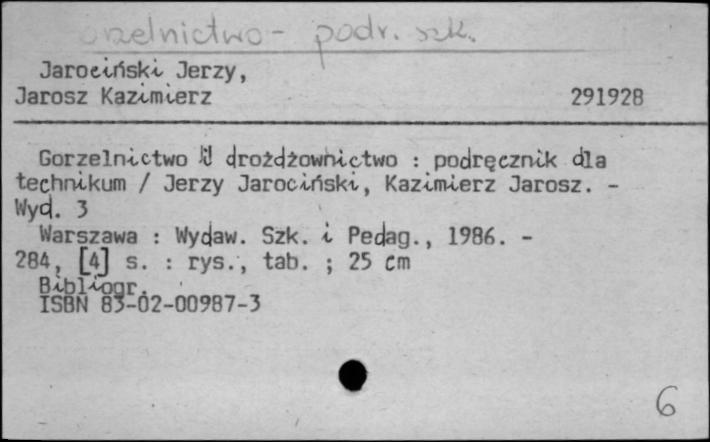 orzelnictwo - podr. szk.
Jarociński Jerzy,
Jarosz Kazimierz 291928
Gorzelnictwo i drożdżownictwo : podręcznik dla
technikum / Jerzy Jarociński, Kazimierz Jarosz. -
Wyd. 3
Warszawa : Wydaw. Szk. i Pedag., 1986. -
284, [4] s. : rys., tab. ; 25 cm
Bibliogr.
ISBN 83-02-00987-3
6